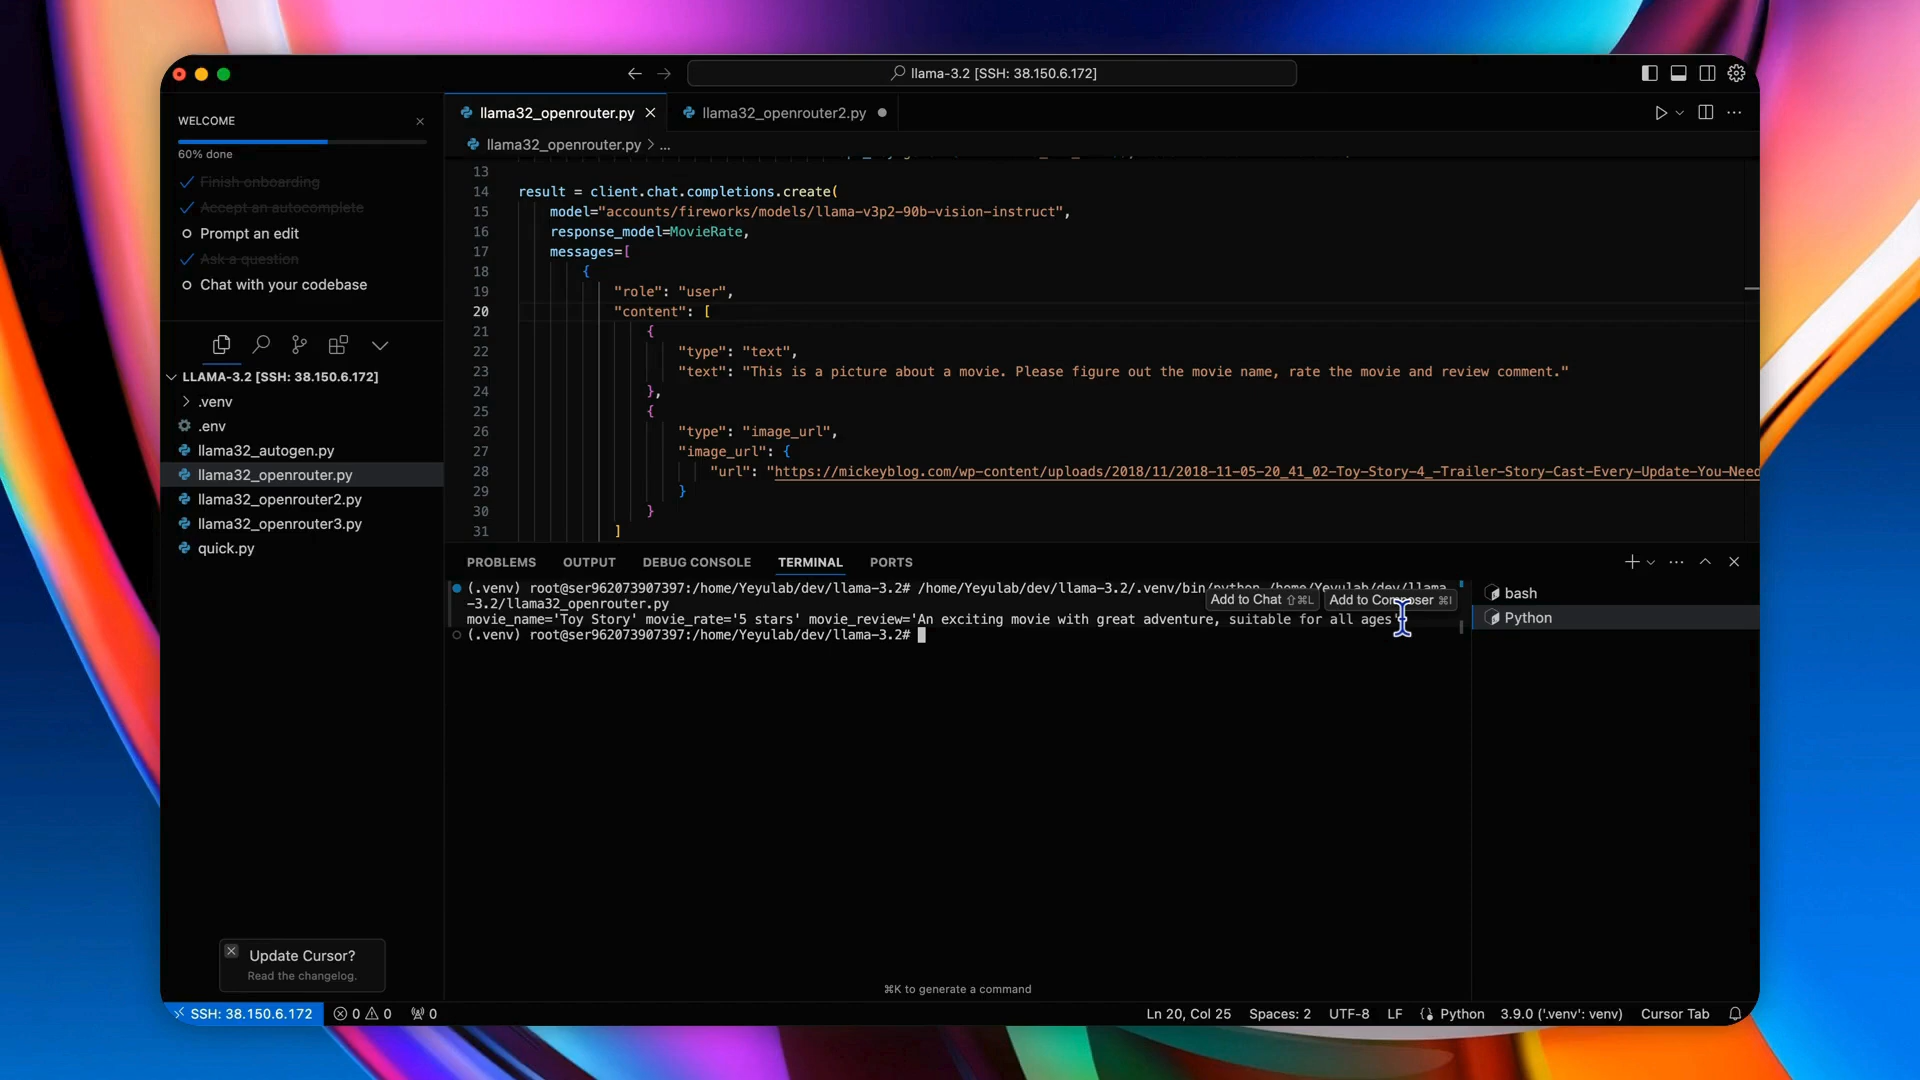 llama-3.2 [SSH: 38.150.6.172]
WELCOME
60% done
Finish onboarding
Accept an autocomplete
Prompt an edit
Ask a question
Chat with your codebase
LLAMA-3.2 [SSH: 38.150.6.172]
.venv
.env
llama32_autogen.py
llama32_openrouter.py
llama32_openrouter2.py
llama32_openrouter3.py
quick.py
Update Cursor?
Read the changelog.
llama32_openrouter.py
llama32_openrouter2.py
llama32_openrouter.py > ...
13
14 result = client.chat.completions.create(
15 model="accounts/fireworks/models/llama-v3p2-90b-vision-instruct",
16 response_model=MovieRate,
17 messages=[
18 {
19 "role": "user",
20 "content": [
21 {
22 "type": "text",
23 "text": "This is a picture about a movie. Please figure out the movie name, rate the movie and review comment."
24 },
25 {
26 "type": "image_url",
27 "image_url": {
28 "url": "https://mickeyblog.com/wp-content/uploads/2018/11/2018-11-05-20_41_02-Toy-Story-4_-Trailer-Story-Cast-Every-Update-You-Need
29 }
30 }
31 ]
PROBLEMS OUTPUT DEBUG CONSOLE TERMINAL PORTS
(.venv) root@ser962073907397:/home/Yeyulab/dev/llama-3.2# /home/Yeyulab/dev/llama-3.2/.venv/bin/python /home/Yeyulab/dev/llama
-3.2/llama32_openrouter.py
Add to Chat ⇧⌘L Add to Composer ⌘I
movie_name='Toy Story' movie_rate='5 stars' movie_review='An exciting movie with great adventure, suitable for all ages'
(.venv) root@ser962073907397:/home/Yeyulab/dev/llama-3.2#
bash
Python
⌘K to generate a command
SSH: 38.150.6.172 0 0 0 Ln 20, Col 25 Spaces: 2 UTF-8 LF Python 3.9.0 ('.venv': venv) Cursor Tab